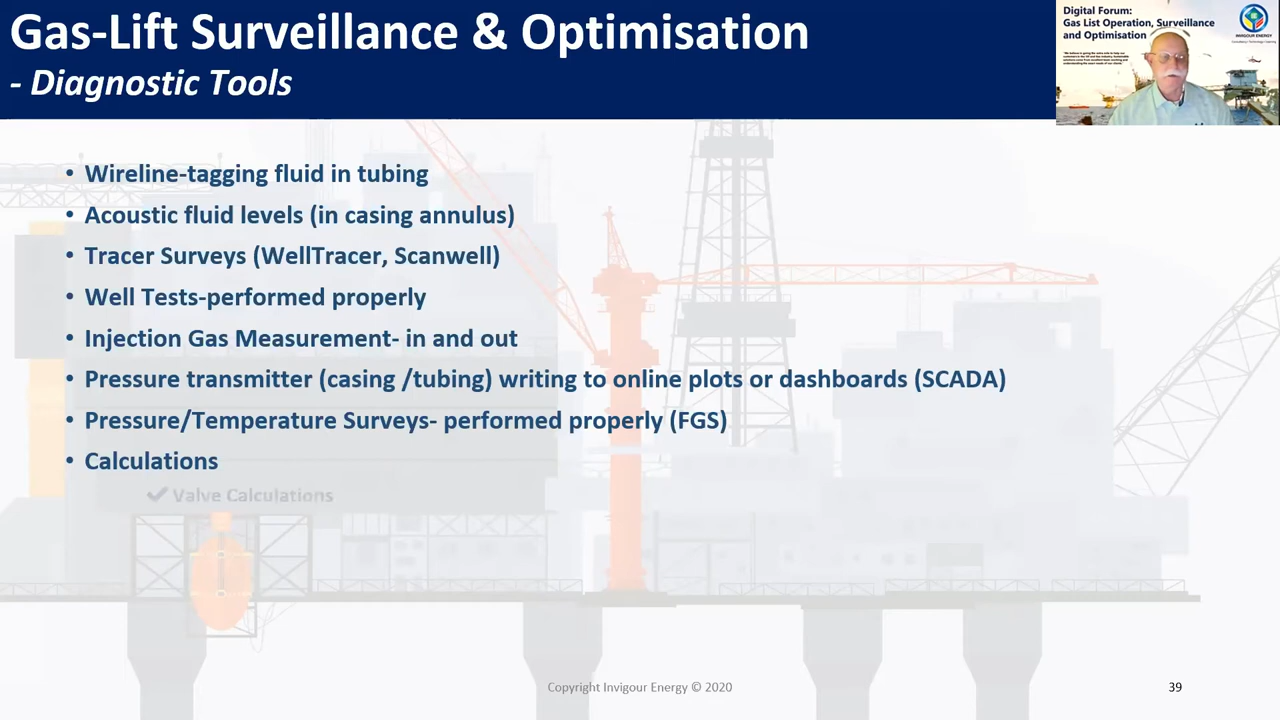 Gas-Lift Surveillance & Optimisation
- Diagnostic Tools
Digital Forum:
Gas List Operation, Surveillance
and Optimisation
INVIGOUR ENERGY
• Wireline-tagging fluid in tubing
• Acoustic fluid levels (in casing annulus)
• Tracer Surveys (WellTracer, Scanwell)
• Well Tests-performed properly
• Injection Gas Measurement- in and out
• Pressure transmitter (casing /tubing) writing to online plots or dashboards (SCADA)
• Pressure/Temperature Surveys- performed properly (FGS)
• Calculations
✔ Valve Calculations
Copyright Invigour Energy © 2020
39